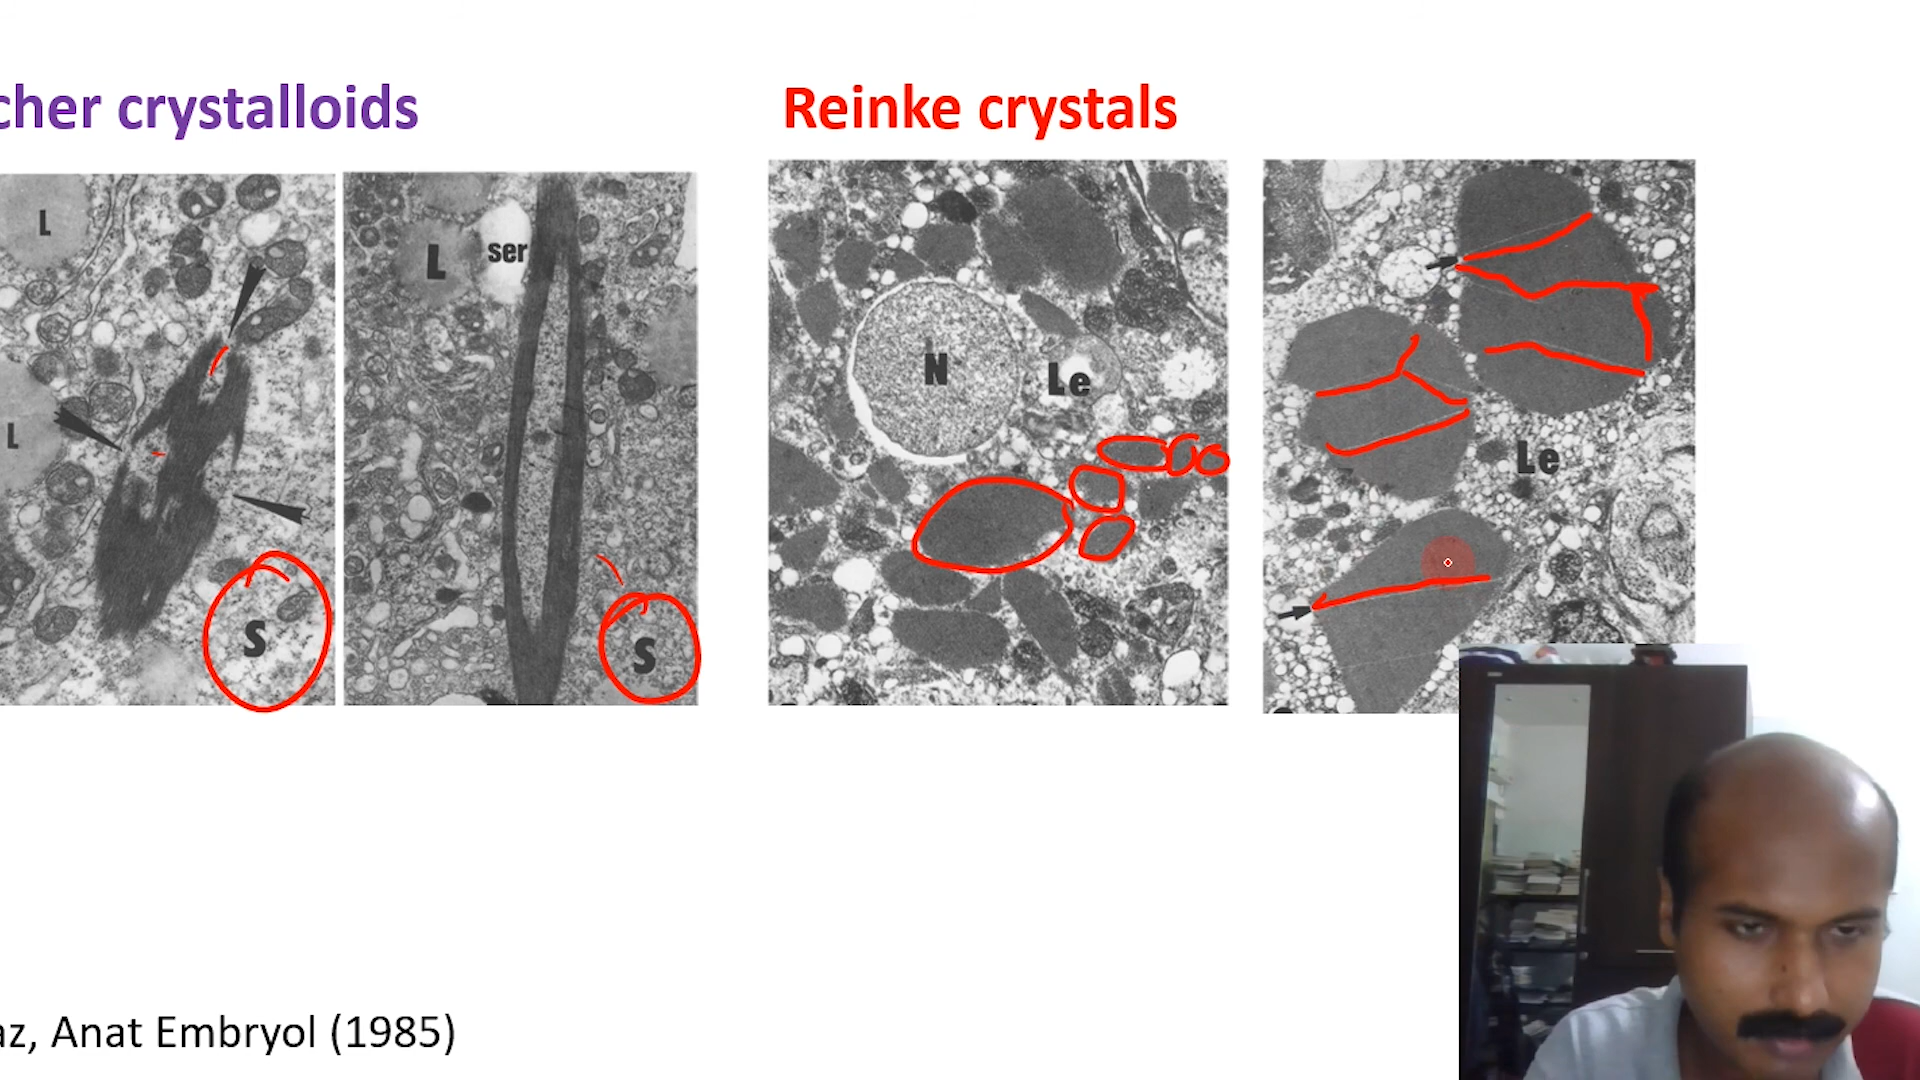 cher crystalloids
Reinke crystals
L
L
S
L
ser
S
N
Le
Le
az, Anat Embryol (1985)